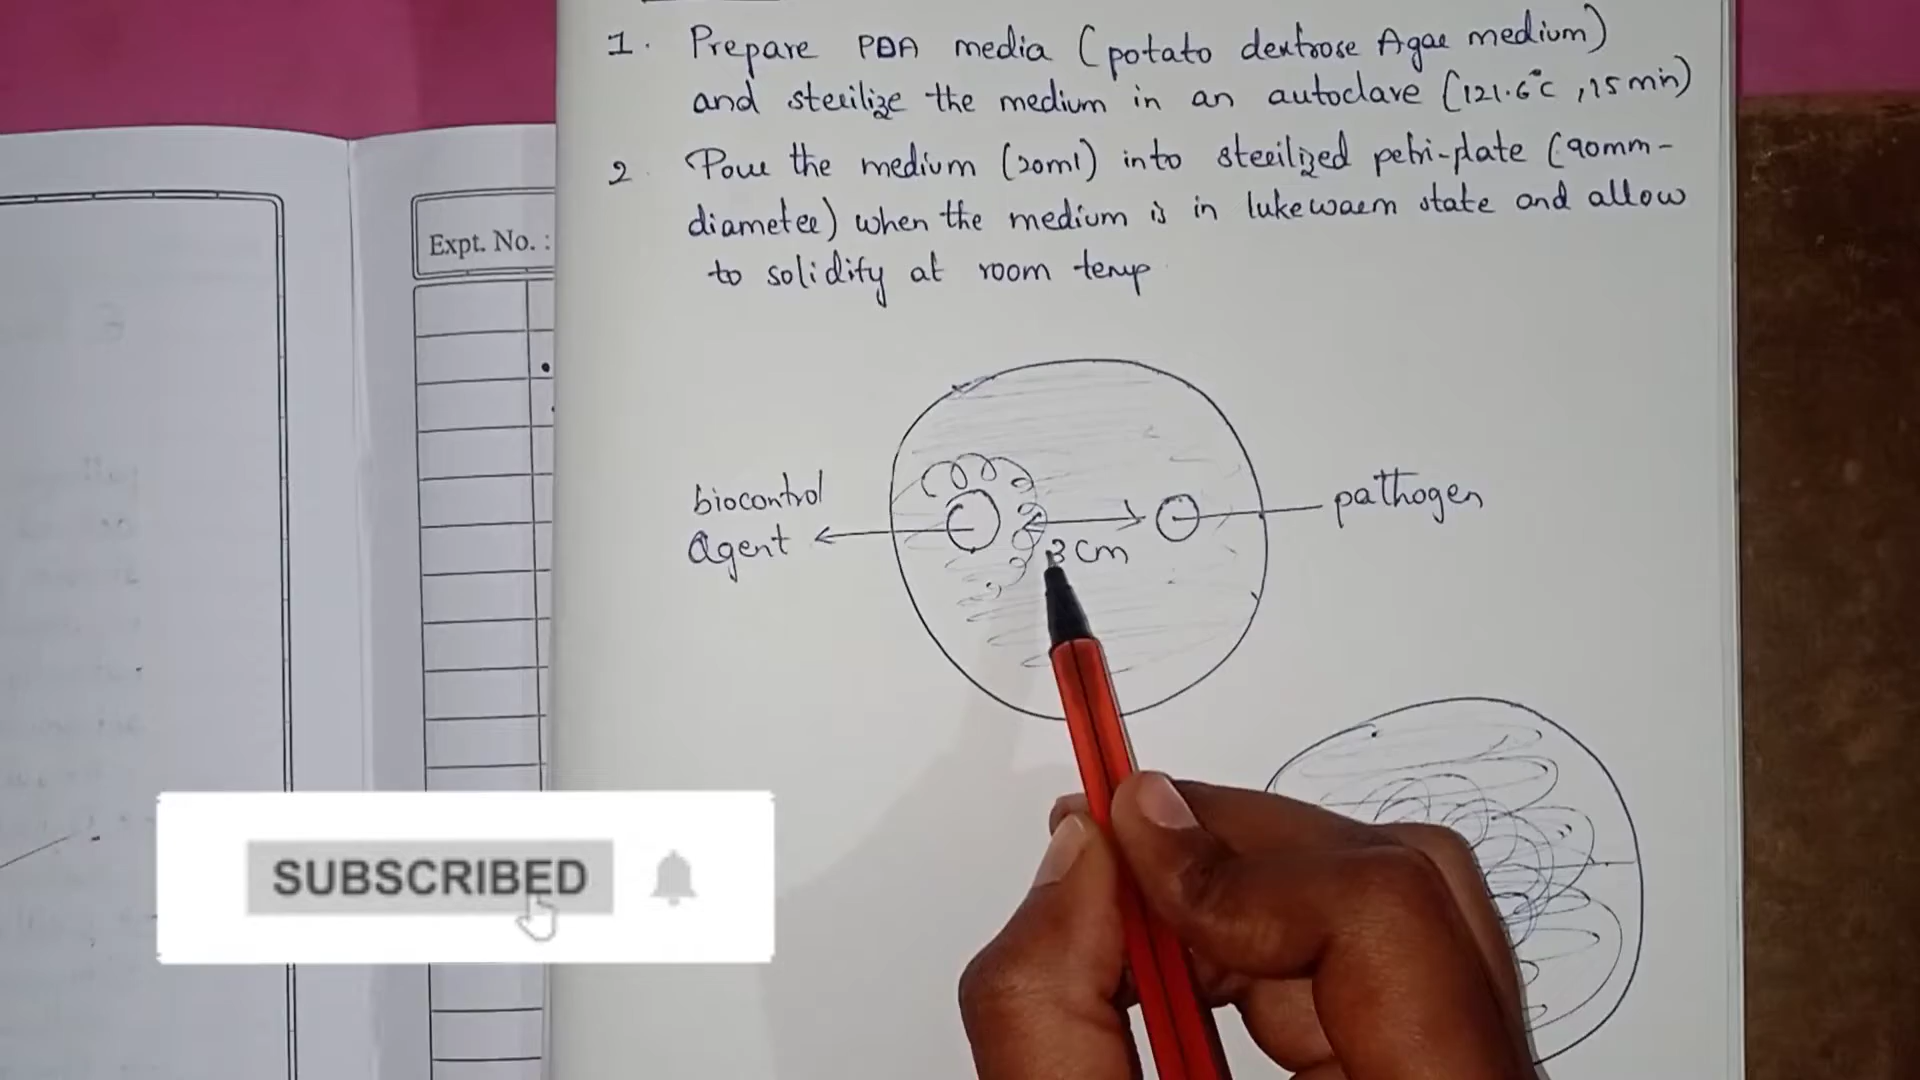 1. Prepare PDA media (potato dextrose Agar medium)
and sterilize the medium in an autoclave (121.6°c, 15 min)
2. Pour the medium (20ml) into sterilized petri-plate (90mm-
diameter) when the medium is in lukewarm state and allow
to solidify at room temp
Expt. No. :
biocontrol
agent
pathogen
3 cm
SUBSCRIBED